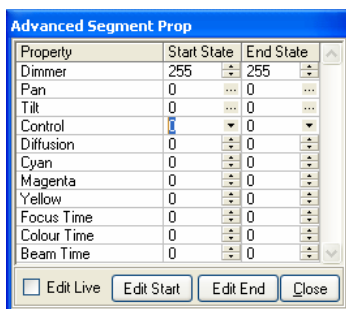 Advanced Segment Prop
Property Start State End State
Dimmer 255 255
Pan 0 ... 0 ...
Tilt 0 ... 0 ...
Control 0 0
Diffusion 0 0
Cyan 0 0
Magenta 0 0
Yellow 0 0
Focus Time 0 0
Colour Time 0 0
Beam Time 0 0
Edit Live Edit Start Edit End Close